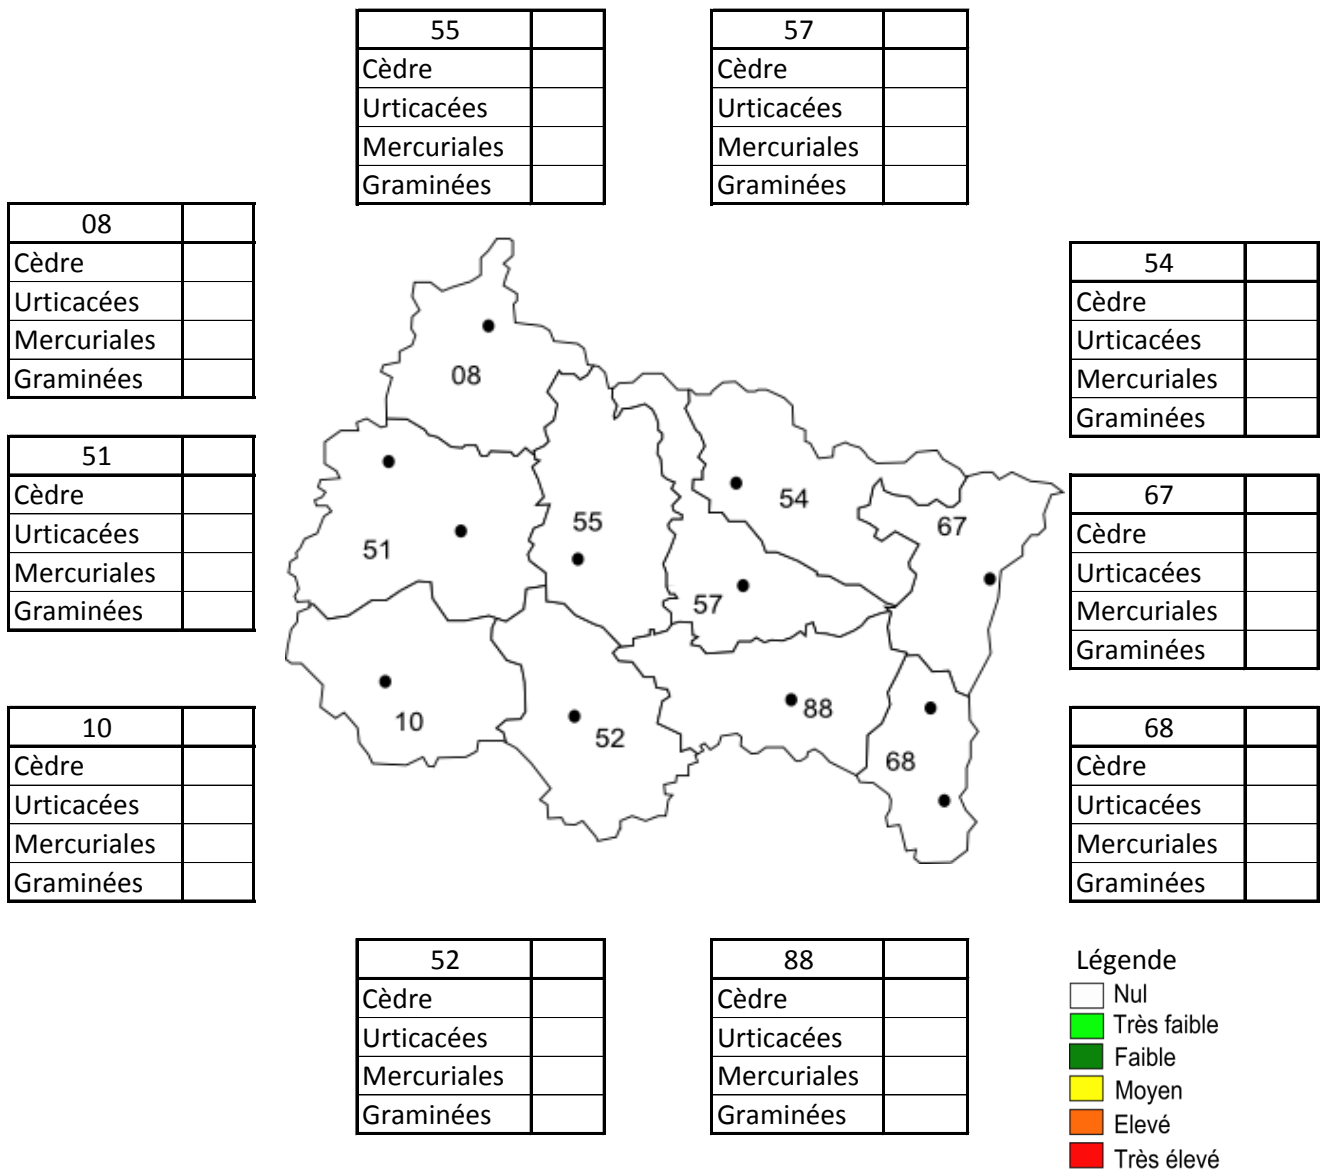 55
Cèdre
Urticacées
Mercuriales
Graminées
57
Cèdre
Urticacées
Mercuriales
Graminées
08
Cèdre
Urticacées
Mercuriales
Graminées
54
Cèdre
Urticacées
Mercuriales
Graminées
51
Cèdre
Urticacées
Mercuriales
Graminées
67
Cèdre
Urticacées
Mercuriales
Graminées
08
54
55
67
51
57
88
10
52
68
10
Cèdre
Urticacées
Mercuriales
Graminées
68
Cèdre
Urticacées
Mercuriales
Graminées
52
Cèdre
Urticacées
Mercuriales
Graminées
88
Cèdre
Urticacées
Mercuriales
Graminées
Légende
Nul
Très faible
Faible
Moyen
Elevé
Très élevé